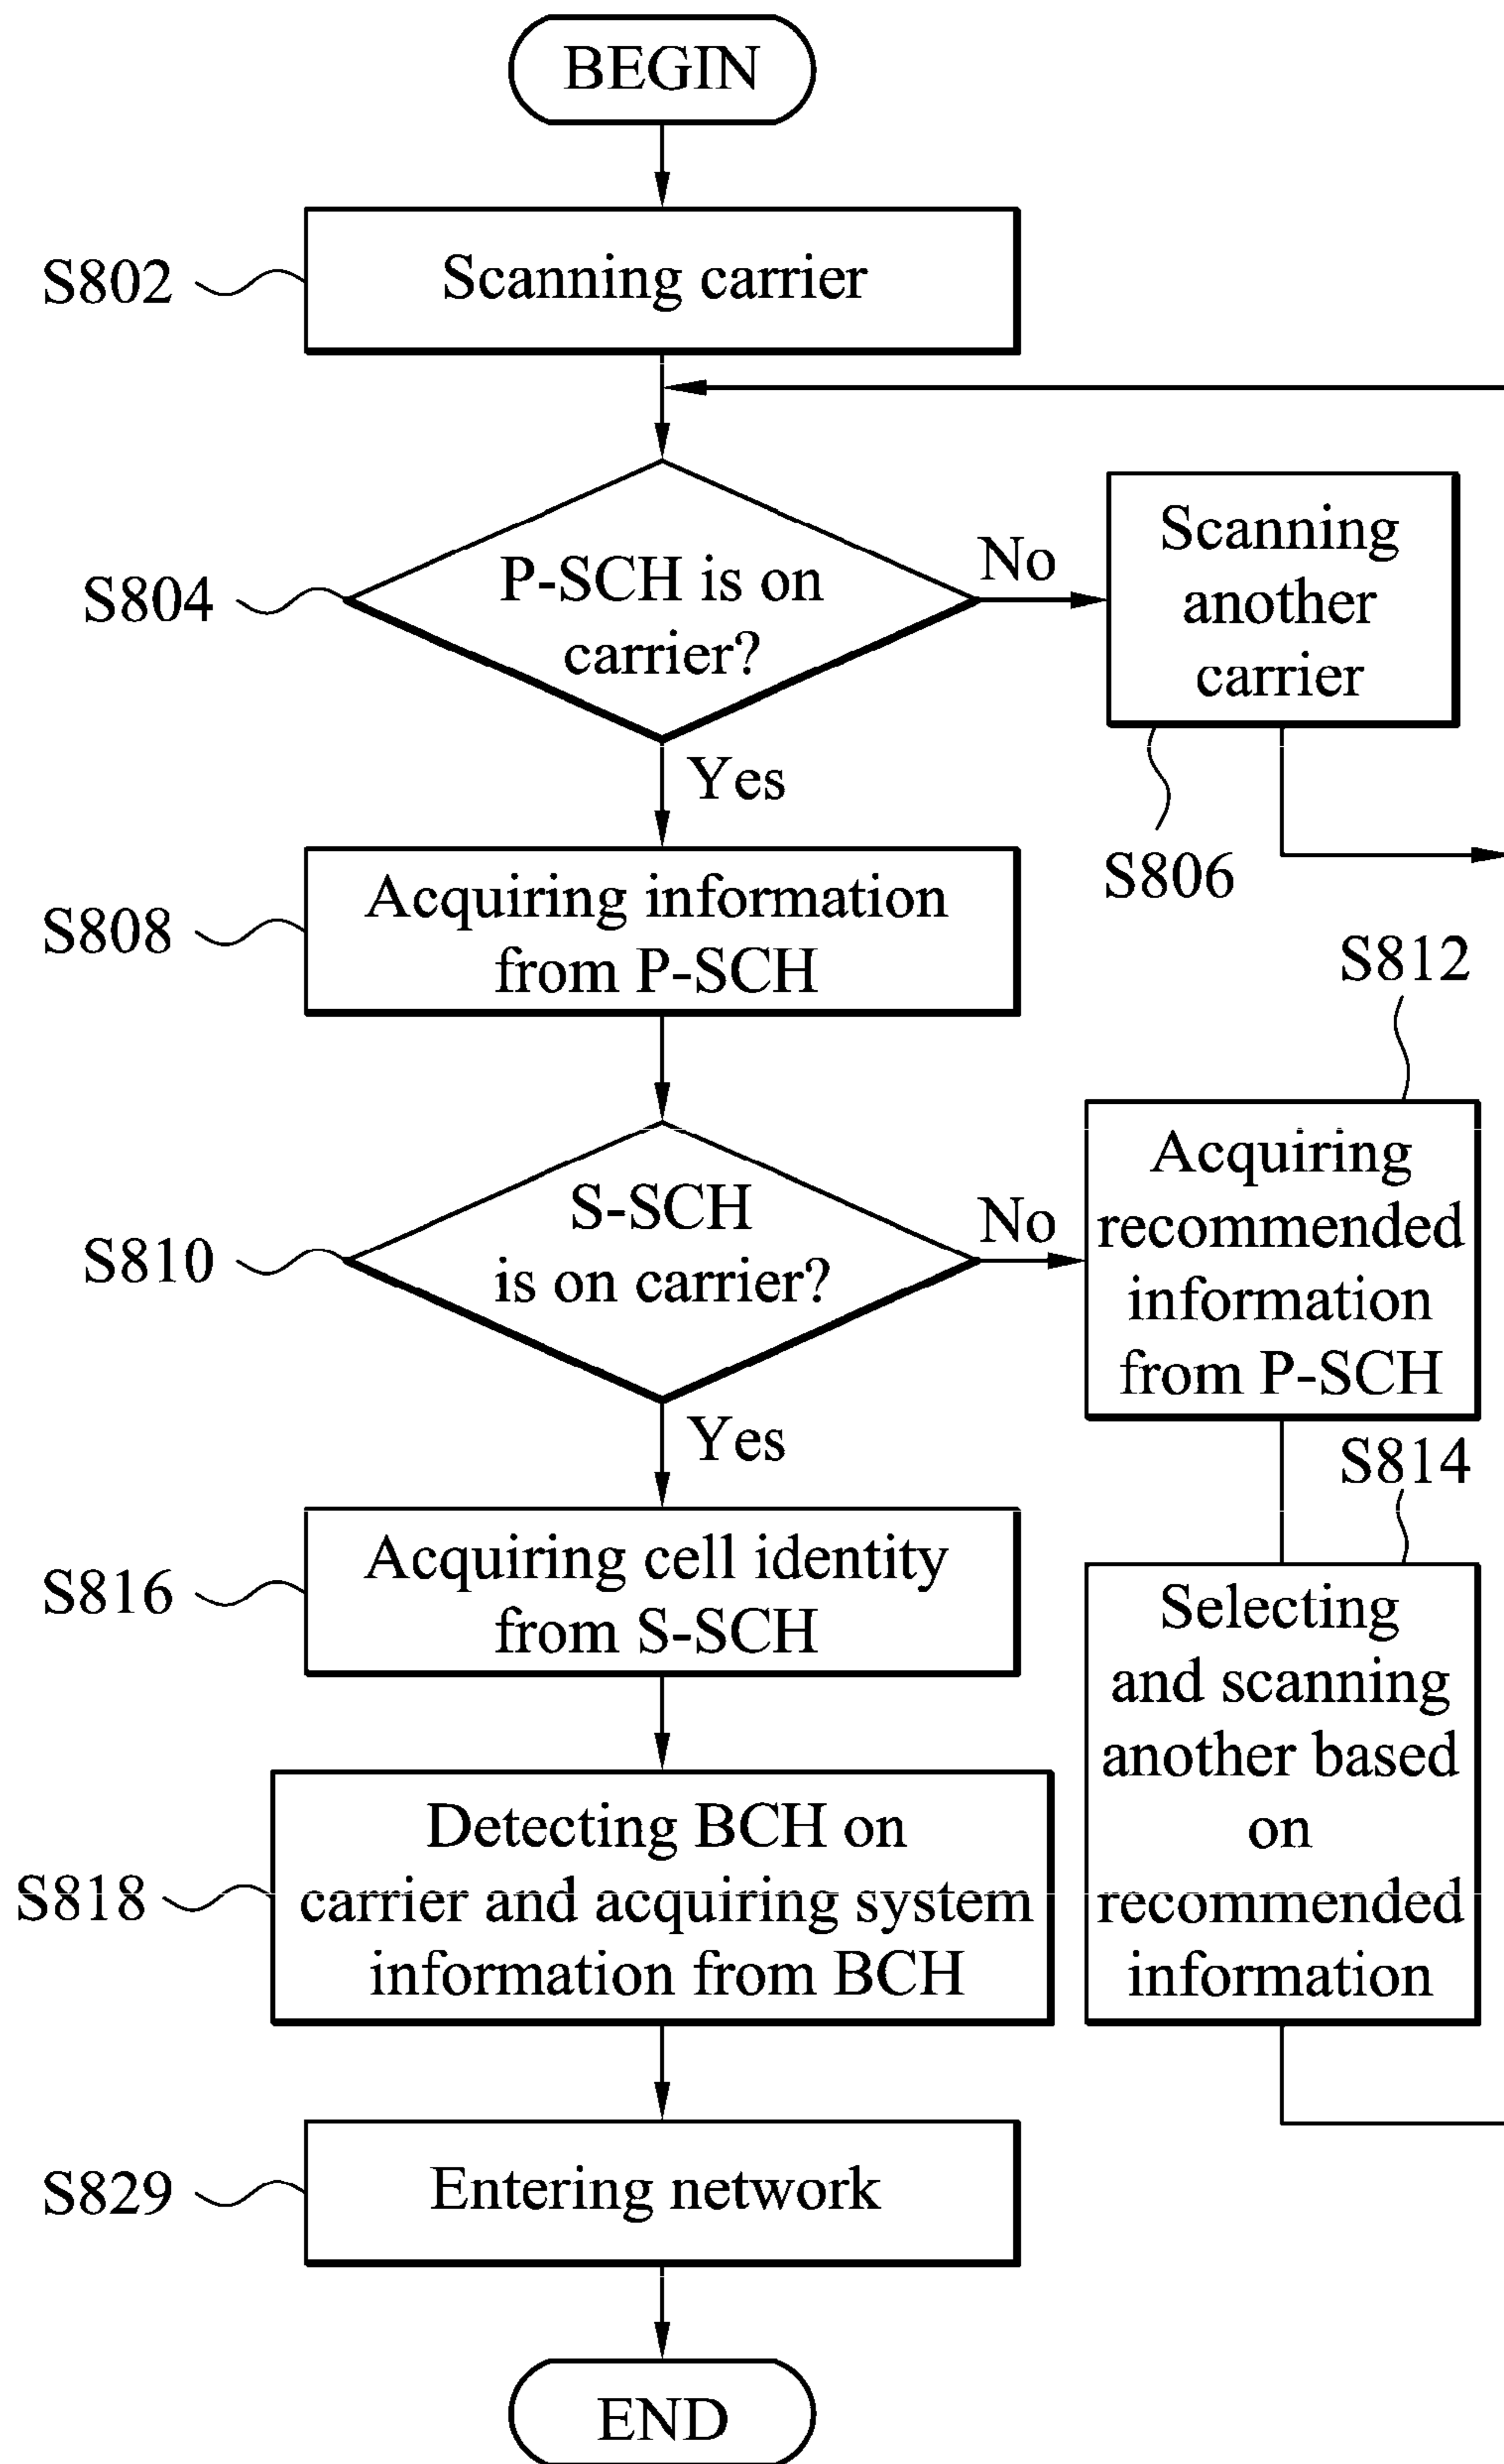 BEGIN
S802
Scanning carrier
S804
P-SCH is on
carrier?
No
Scanning
another
carrier
S806
Yes
S808
Acquiring information
from P-SCH
S810
S-SCH
is on carrier?
No
S812
Acquiring
recommended
information
from P-SCH
S814
Selecting
and scanning
another based
on
recommended
information
Yes
S816
Acquiring cell identity
from S-SCH
S818
Detecting BCH on
carrier and acquiring system
information from BCH
S829
Entering network
END